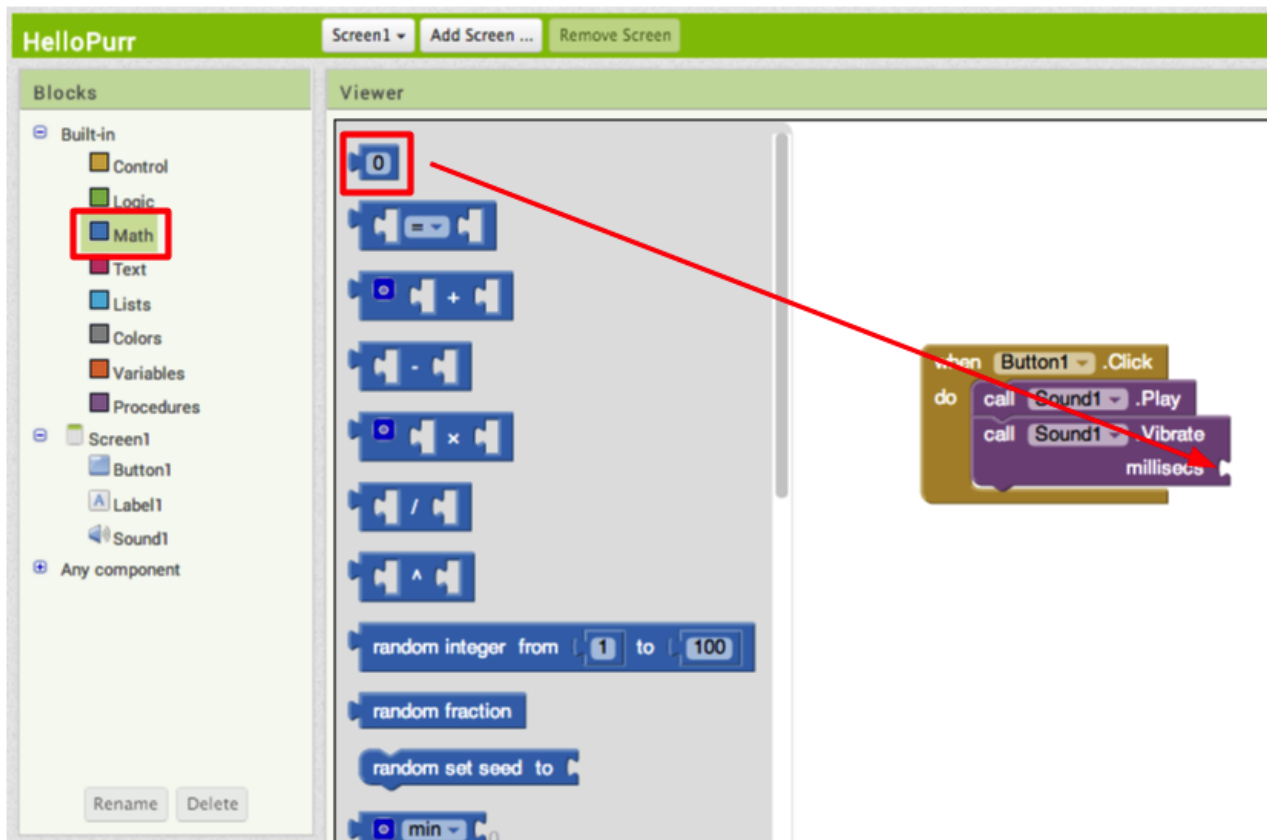 HelloPurr
Screen1
Add Screen ...
Remove Screen
Blocks
Built-in
Control
Logic
Math
Text
Lists
Colors
Variables
Procedures
Screen1
Button1
A Label1
Sound1
Any component
Rename
Delete
Viewer
0
=
+
-
×
/
^
random integer from 1 to 100
random fraction
random set seed to
min
when Button1 .Click
do call Sound1 .Play
call Sound1 .Vibrate
millisecs